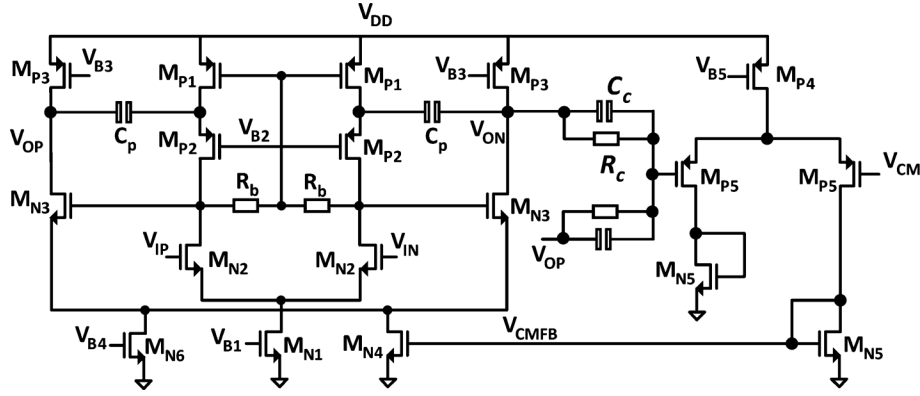 V_DD
M_P3 V_B3 M_P1 M_P1 V_B3 M_P3 V_B5 M_P4
C_c
V_OP C_p M_P2 V_B2 M_P2 C_p V_ON
R_c M_P5 M_P5 V_CM
M_N3 R_b R_b M_N3
V_IP M_N2 M_N2 V_IN V_OP M_N5
V_B4 M_N6 V_B1 M_N1 M_N4 V_CMFB M_N5